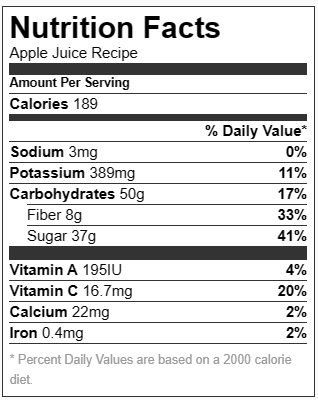 Nutrition Facts
Apple Juice Recipe
Amount Per Serving
Calories 189
% Daily Value*
Sodium 3mg 0%
Potassium 389mg 11%
Carbohydrates 50g 17%
Fiber 8g 33%
Sugar 37g 41%
Vitamin A 195IU 4%
Vitamin C 16.7mg 20%
Calcium 22mg 2%
Iron 0.4mg 2%
* Percent Daily Values are based on a 2000 calorie
diet.